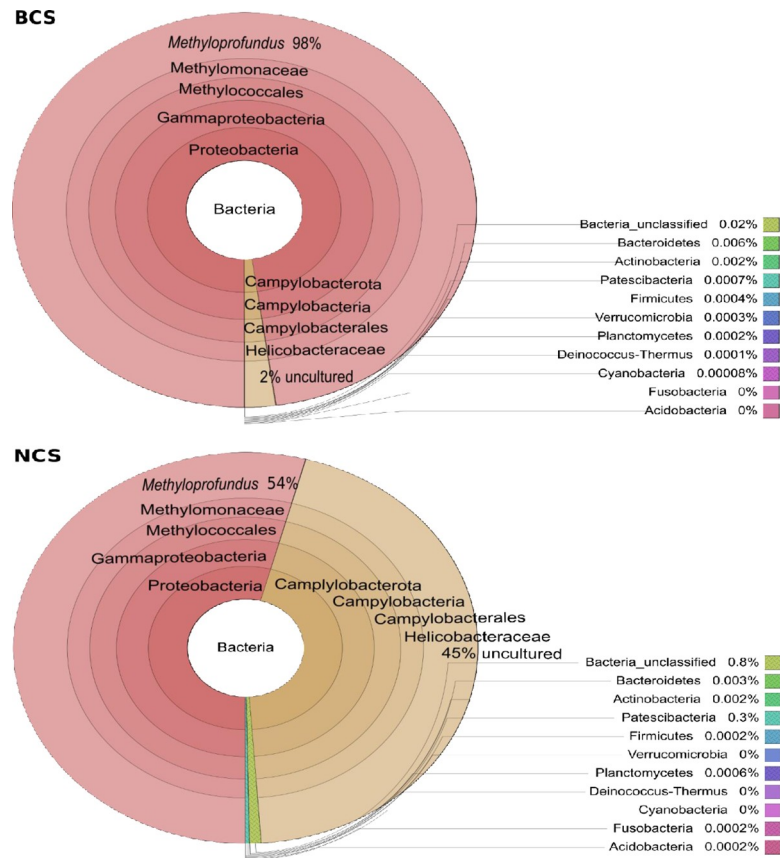 BCS
Methyloprofundus 98%
Methylomonaceae
Methylococcales
Gammaproteobacteria
Proteobacteria
Bacteria
Campylobacterota
Campylobacteria
Campylobacterales
Helicobacteraceae
2% uncultured
Bacteria_unclassified 0.02%
Bacteroidetes 0.006%
Actinobacteria 0.002%
Patescibacteria 0.0007%
Firmicutes 0.0004%
Verrucomicrobia 0.0003%
Planctomycetes 0.0002%
Deinococcus-Thermus 0.0001%
Cyanobacteria 0.00008%
Fusobacteria 0%
Acidobacteria 0%
NCS
Methyloprofundus 54%
Methylomonaceae
Methylococcales
Gammaproteobacteria
Proteobacteria
Camplylobacterota
Campylobacteria
Campylobacterales
Helicobacteraceae
45% uncultured
Bacteria
Bacteria_unclassified 0.8%
Bacteroidetes 0.003%
Actinobacteria 0.002%
Patescibacteria 0.3%
Firmicutes 0.0002%
Verrucomicrobia 0%
Planctomycetes 0.0006%
Deinococcus-Thermus 0%
Cyanobacteria 0%
Fusobacteria 0.0002%
Acidobacteria 0.0002%